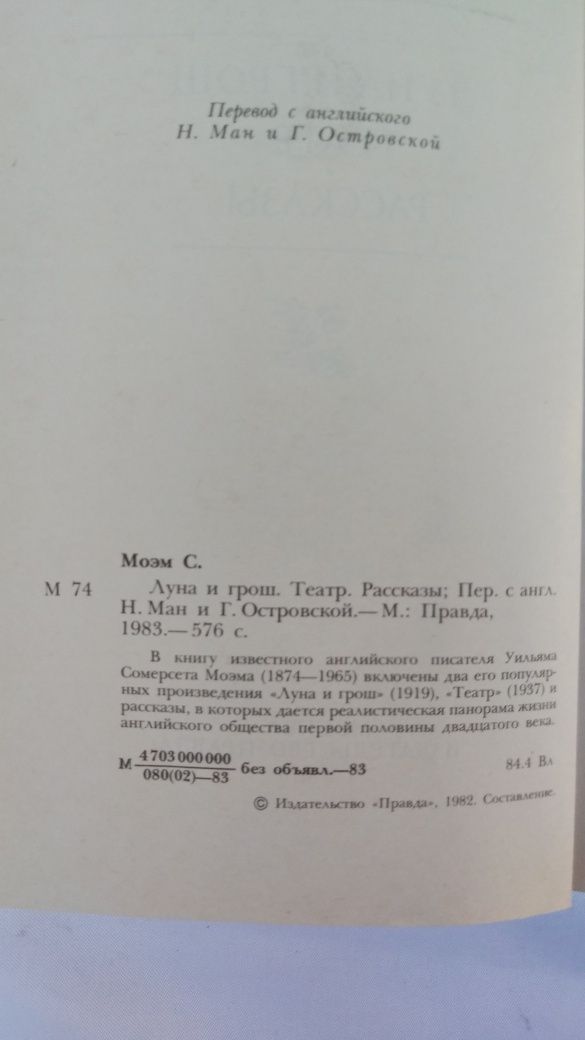 Перевод с английского
Н. Ман и Г. Островской
РАССКАЗЫ
Моэм С.
М 74 Луна и грош. Театр. Рассказы; Пер. с англ.
Н. Ман и Г. Островской.— М.: Правда,
1983.— 576 с.
В книгу известного английского писателя Уильяма
Сомерсета Моэма (1874—1965) включены два его популяр-
ных произведения «Луна и грош» (1919), «Театр» (1937) и
рассказы, в которых дается реалистическая панорама жизни
английского общества первой половины двадцатого века.
4703000000
М 080(02)—83 без объявл.—83 84.4 Вл
© Издательство «Правда», 1982. Составление.